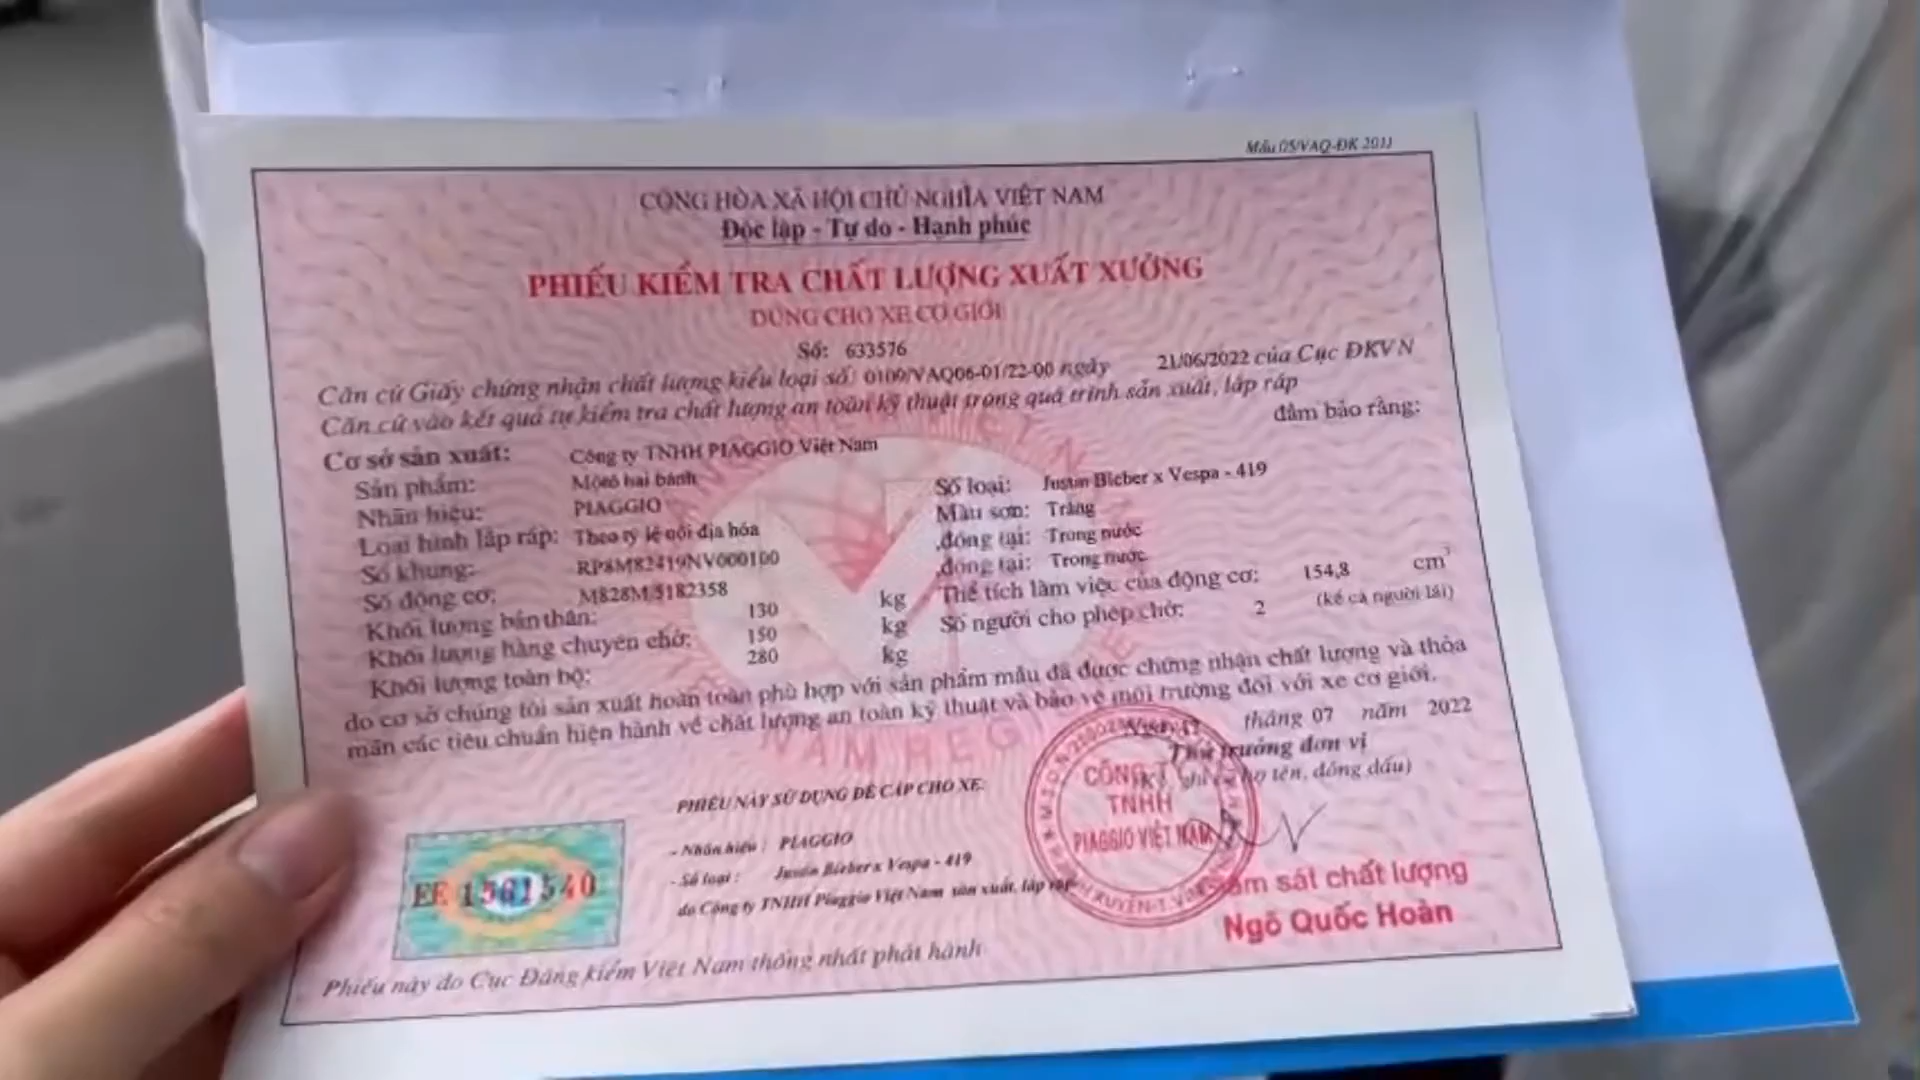 Mẫu 05/VAQ-ĐK 2011
CỘNG HÒA XÃ HỘI CHỦ NGHĨA VIỆT NAM
Độc lập - Tự do - Hạnh phúc
PHIẾU KIỂM TRA CHẤT LƯỢNG XUẤT XƯỞNG
DÙNG CHO XE CƠ GIỚI
Số: 633576
Căn cứ Giấy chứng nhận chất lượng kiểu loại số: 0109/VAQ06-01/22-00 ngày 21/06/2022 của Cục ĐKVN
Căn cứ vào kết quả tự kiểm tra chất lượng an toàn kỹ thuật trong quá trình sản xuất, lắp ráp
đảm bảo rằng:
Cơ sở sản xuất: Công ty TNHH PIAGGIO Việt Nam
Sản phẩm: Môtô hai bánh Số loại: Justin Bieber x Vespa - 419
Nhãn hiệu: PIAGGIO Màu sơn: Trắng
Loại hình lắp ráp: Theo tỷ lệ nội địa hóa
Số khung: RP8M82419NV000100 ,đóng tại: Trong nước
Số động cơ: M828M 5182358 ,đóng tại: Trong nước
Khối lượng bản thân: 130 kg Thể tích làm việc của động cơ: 154,8 cm³
Khối lượng hàng chuyên chở: 150 kg Số người cho phép chở: 2 (kể cả người lái)
Khối lượng toàn bộ: 280 kg
do cơ sở chúng tôi sản xuất hoàn toàn phù hợp với sản phẩm mẫu đã được chứng nhận chất lượng và thỏa
mãn các tiêu chuẩn hiện hành về chất lượng an toàn kỹ thuật và bảo vệ môi trường đối với xe cơ giới.
tháng 07 năm 2022
Thủ trưởng đơn vị
họ tên, đóng dấu)
PHIẾU NÀY SỬ DỤNG ĐỂ CẤP CHO XE:
- Nhãn hiệu : PIAGGIO
- Số loại : Justin Bieber x Vespa - 419
do Công ty TNHH Piaggio Việt Nam sản xuất, lắp ráp
CÔNG TY
TNHH
PIAGGIO VIỆT NAM
EE 1561540
Giám sát chất lượng
Ngô Quốc Hoàn
Phiếu này do Cục Đăng kiểm Việt Nam thống nhất phát hành